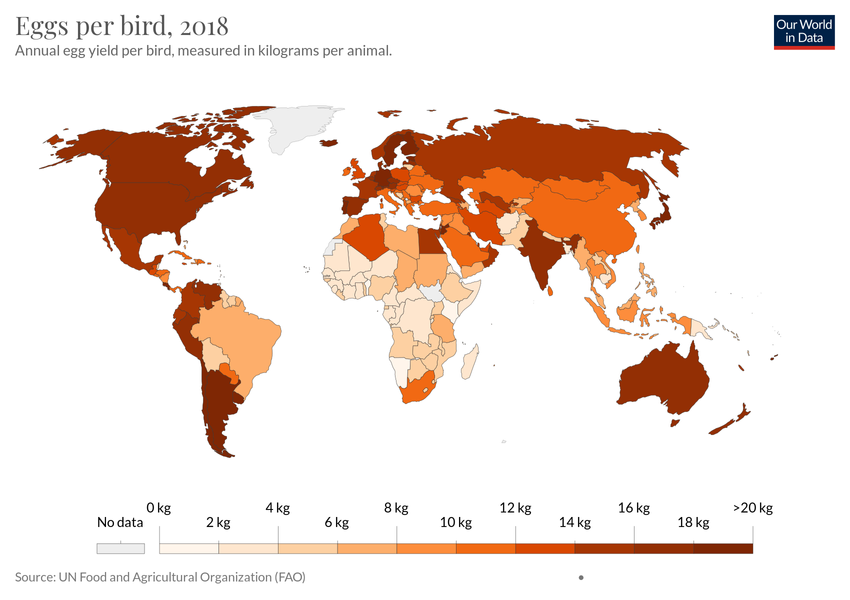 Eggs per bird, 2018
Annual egg yield per bird, measured in kilograms per animal.
Our World
in Data
No data
0 kg
2 kg
4 kg
6 kg
8 kg
10 kg
12 kg
14 kg
16 kg
18 kg
>20 kg
Source: UN Food and Agricultural Organization (FAO)